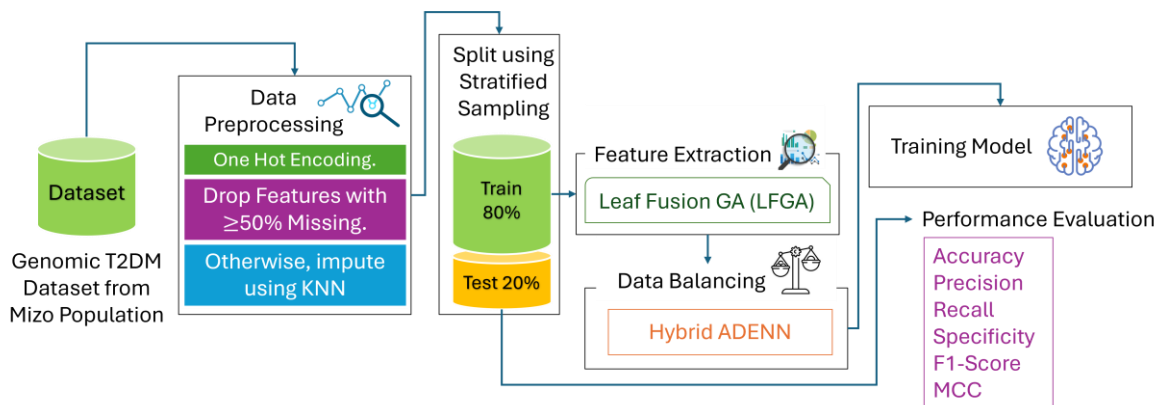 Dataset
Genomic T2DM
Dataset from
Mizo Population
Data
Preprocessing
One Hot Encoding.
Drop Features with
≥50% Missing.
Otherwise, impute
using KNN
Split using
Stratified
Sampling
Train
80%
Test 20%
Feature Extraction
Leaf Fusion GA (LFGA)
Data Balancing
Hybrid ADENN
Training Model
Performance Evaluation
Accuracy
Precision
Recall
Specificity
F1-Score
MCC